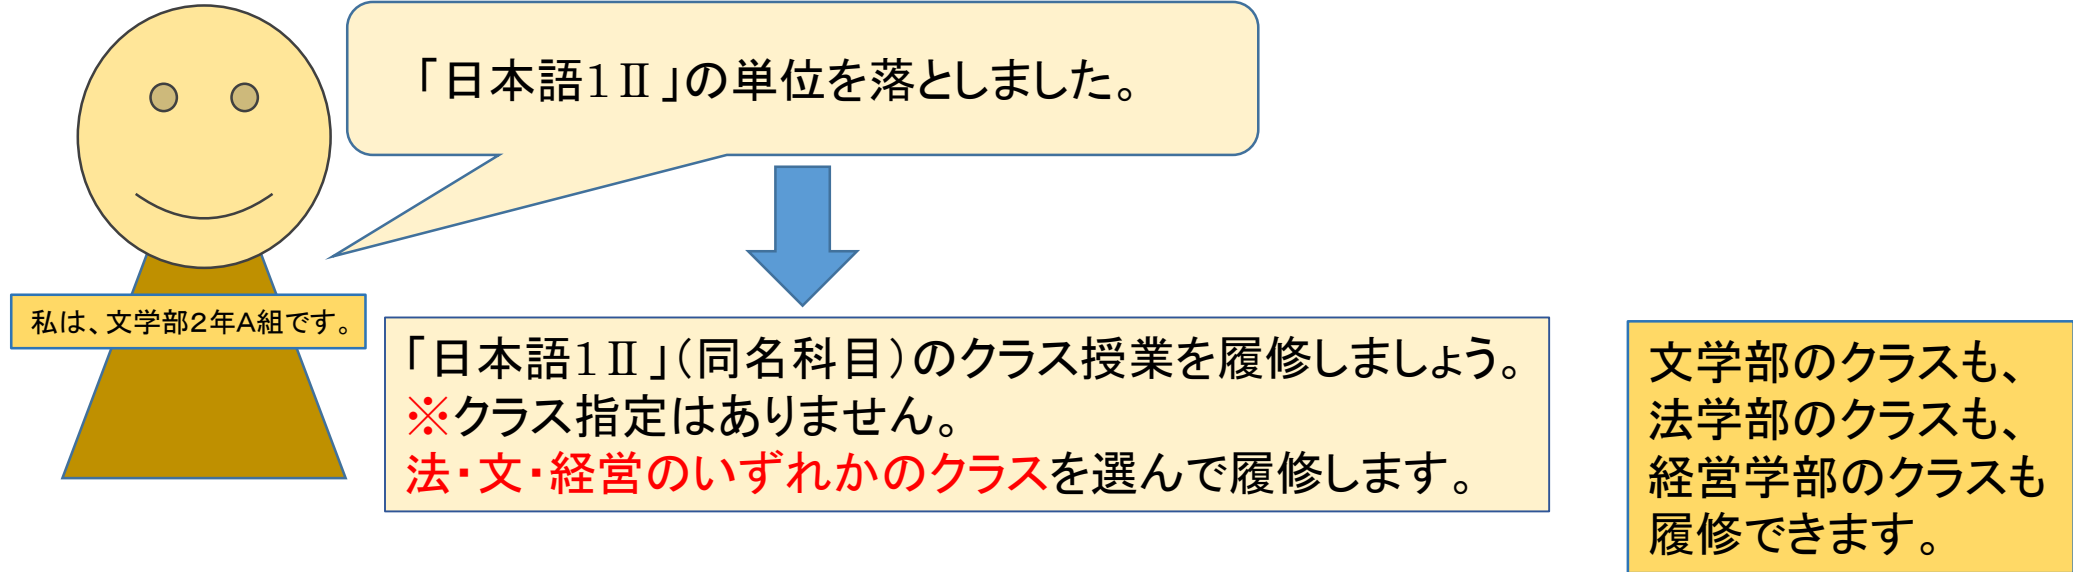 「日本語1Ⅱ」の単位を落としました。
私は、文学部2年A組です。
「日本語1Ⅱ」(同名科目)のクラス授業を履修しましょう。
※クラス指定はありません。
法・文・経営のいずれかのクラスを選んで履修します。
文学部のクラスも、
法学部のクラスも、
経営学部のクラスも
履修できます。